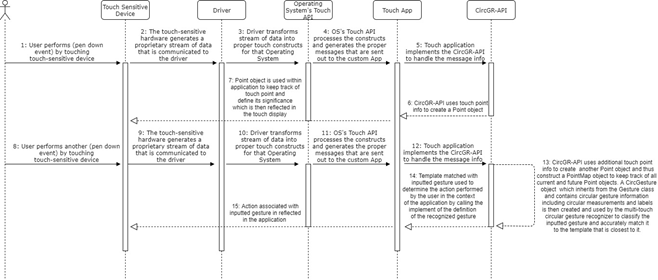 Touch Sensitive
Device
Driver
Operating
System's Touch
API
Touch App
CircGR-API
1: User performs (pen down
event) by touching
touch-sensitive device
2: The touch-sensitive
hardware generates a
proprietary stream of data
that is communicated to
the driver
3: Driver transforms
stream of data into
proper touch constructs
for that Operating
System
4: OS's Touch API
processes the constructs
and generates the proper
messages that are sent
out to the custom App
5: Touch application
implements the CircGR-API
to handle the message info
6: CircGR-API uses touch point
info to create a Point object
7: Point object is used within
application to keep track of
touch point and
define its significance
which is then reflected in
the touch display
8: User performs another (pen down
event) by touching
touch-sensitive device
9: The touch-sensitive
hardware generates a
proprietary stream of data
that is communicated to
the driver
10: Driver transforms
stream of data into
proper touch constructs
for that Operating
System
11: OS's Touch API
processes the constructs
and generates the proper
messages that are sent
out to the custom App
12: Touch application
implements the CircGR-API
to handle the message info
13: CircGR-API uses additional touch point
info to create another Point object and thus
construct a PointMap object to keep track of all
current and future Point objects. A CircGesture
object which inherits from the Gesture class
and contains circular gesture information
including circular measurements and labels
is then created and used by the multi-touch
circular gesture recognizer to classify the
inputted gesture and accurately match it
to the template that is closest to it.
14: Template matched with
inputted gesture used to
determine the action performed
by the user in the context
of the application by calling the
implement of the definition
of the recognized gesture
15: Action associated with
inputted gesture in reflected
in the application